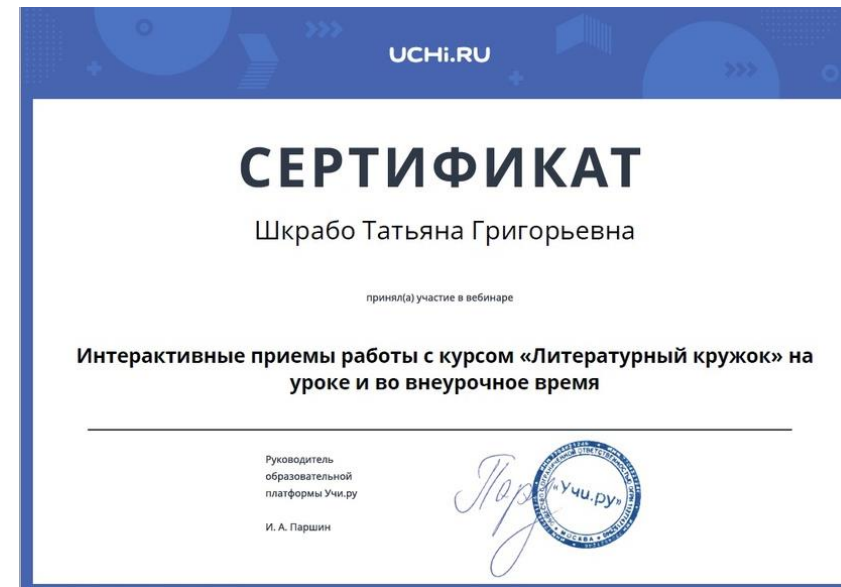 UCHi.RU
СЕРТИФИКАТ
Шкрабо Татьяна Григорьевна
принял(а) участие в вебинаре
Интерактивные приемы работы с курсом «Литературный кружок» на
уроке и во внеурочное время
Руководитель
образовательной
платформы Учи.ру
И. А. Паршин
«Учи.ру»
МОСКВА